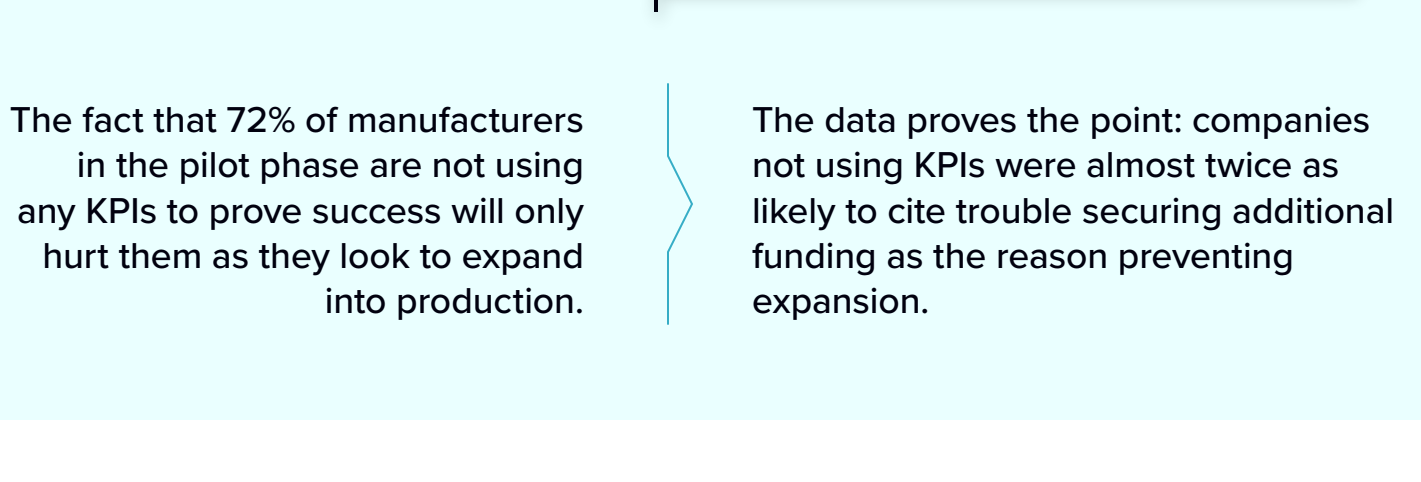 The fact that 72% of manufacturers
in the pilot phase are not using
any KPIs to prove success will only
hurt them as they look to expand
into production.
The data proves the point: companies
not using KPIs were almost twice as
likely to cite trouble securing additional
funding as the reason preventing
expansion.